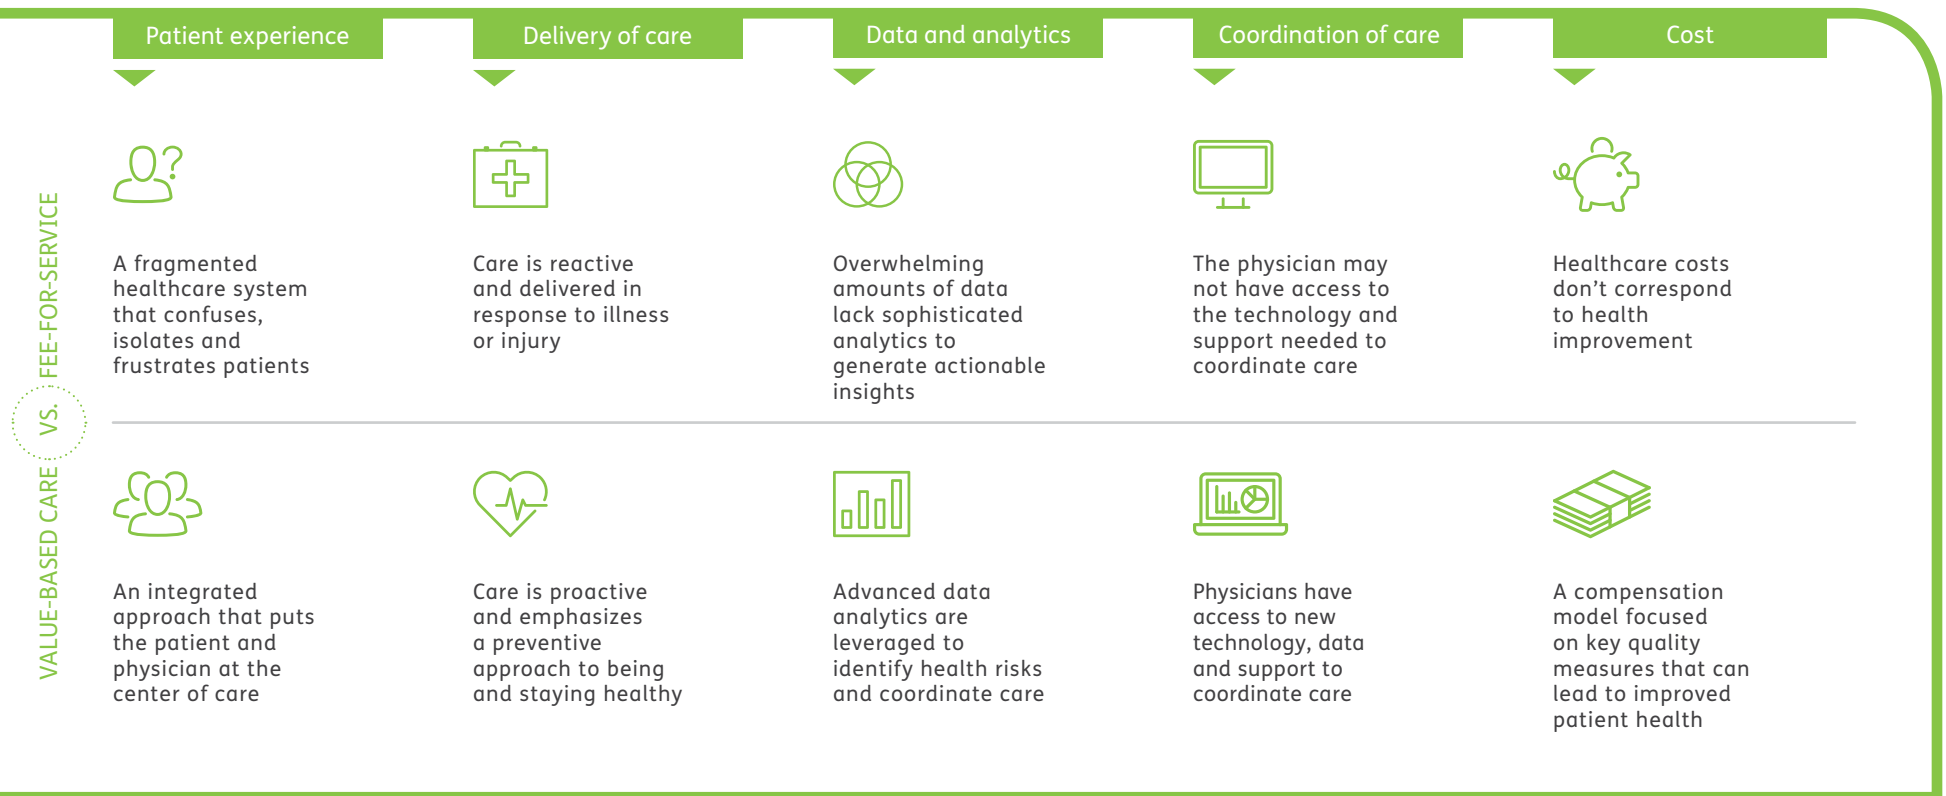 Patient experience
Delivery of care
Data and analytics
Coordination of care
Cost
FEE-FOR-SERVICE
A fragmented
healthcare system
that confuses,
isolates and
frustrates patients
Care is reactive
and delivered in
response to illness
or injury
Overwhelming
amounts of data
lack sophisticated
analytics to
generate actionable
insights
The physician may
not have access to
the technology and
support needed to
coordinate care
Healthcare costs
don’t correspond
to health
improvement
VS.
VALUE-BASED CARE
An integrated
approach that puts
the patient and
physician at the
center of care
Care is proactive
and emphasizes
a preventive
approach to being
and staying healthy
Advanced data
analytics are
leveraged to
identify health risks
and coordinate care
Physicians have
access to new
technology, data
and support to
coordinate care
A compensation
model focused
on key quality
measures that can
lead to improved
patient health